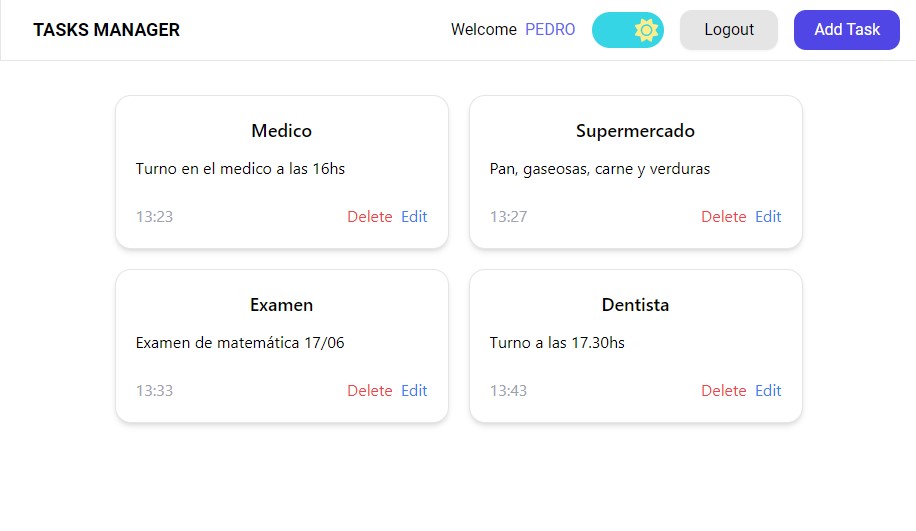 TASKS MANAGER
Welcome PEDRO
Logout
Add Task
Medico
Turno en el medico a las 16hs
13:23 Delete Edit
Supermercado
Pan, gaseosas, carne y verduras
13:27 Delete Edit
Examen
Examen de matemática 17/06
13:33 Delete Edit
Dentista
Turno a las 17.30hs
13:43 Delete Edit